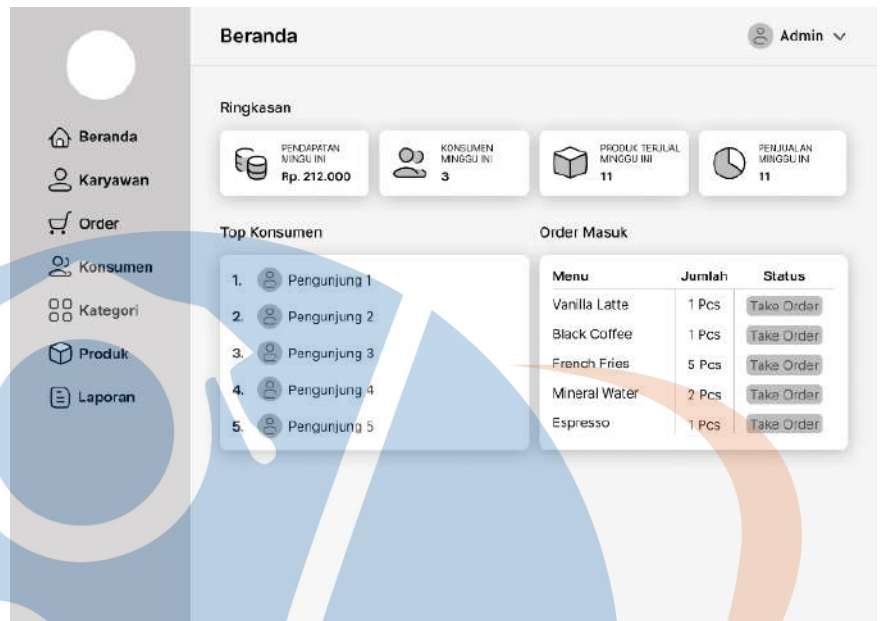 Beranda
Admin
Beranda
Karyawan
Order
Konsumen
Kategori
Produk
Laporan
Ringkasan
PENDAPATAN
MINGU INI
Rp. 212.000
KONSUMEN
MINGGU INI
3
PRODUK TERJUAL
MINGGU INI
11
PENJUALAN
MINGGU IN
11
Top Konsumen
1. Pengunjung 1
2. Pengunjung 2
3. Pengunjung 3
4. Pengunjung 4
5. Pengunjung 5
Order Masuk
Menu Jumlah Status
Vanilla Latte 1 Pcs Take Order
Black Coffee 1 Pcs Take Order
French Fries 5 Pcs Take Order
Mineral Water 2 Pcs Take Order
Espresso 1 Pcs Take Order